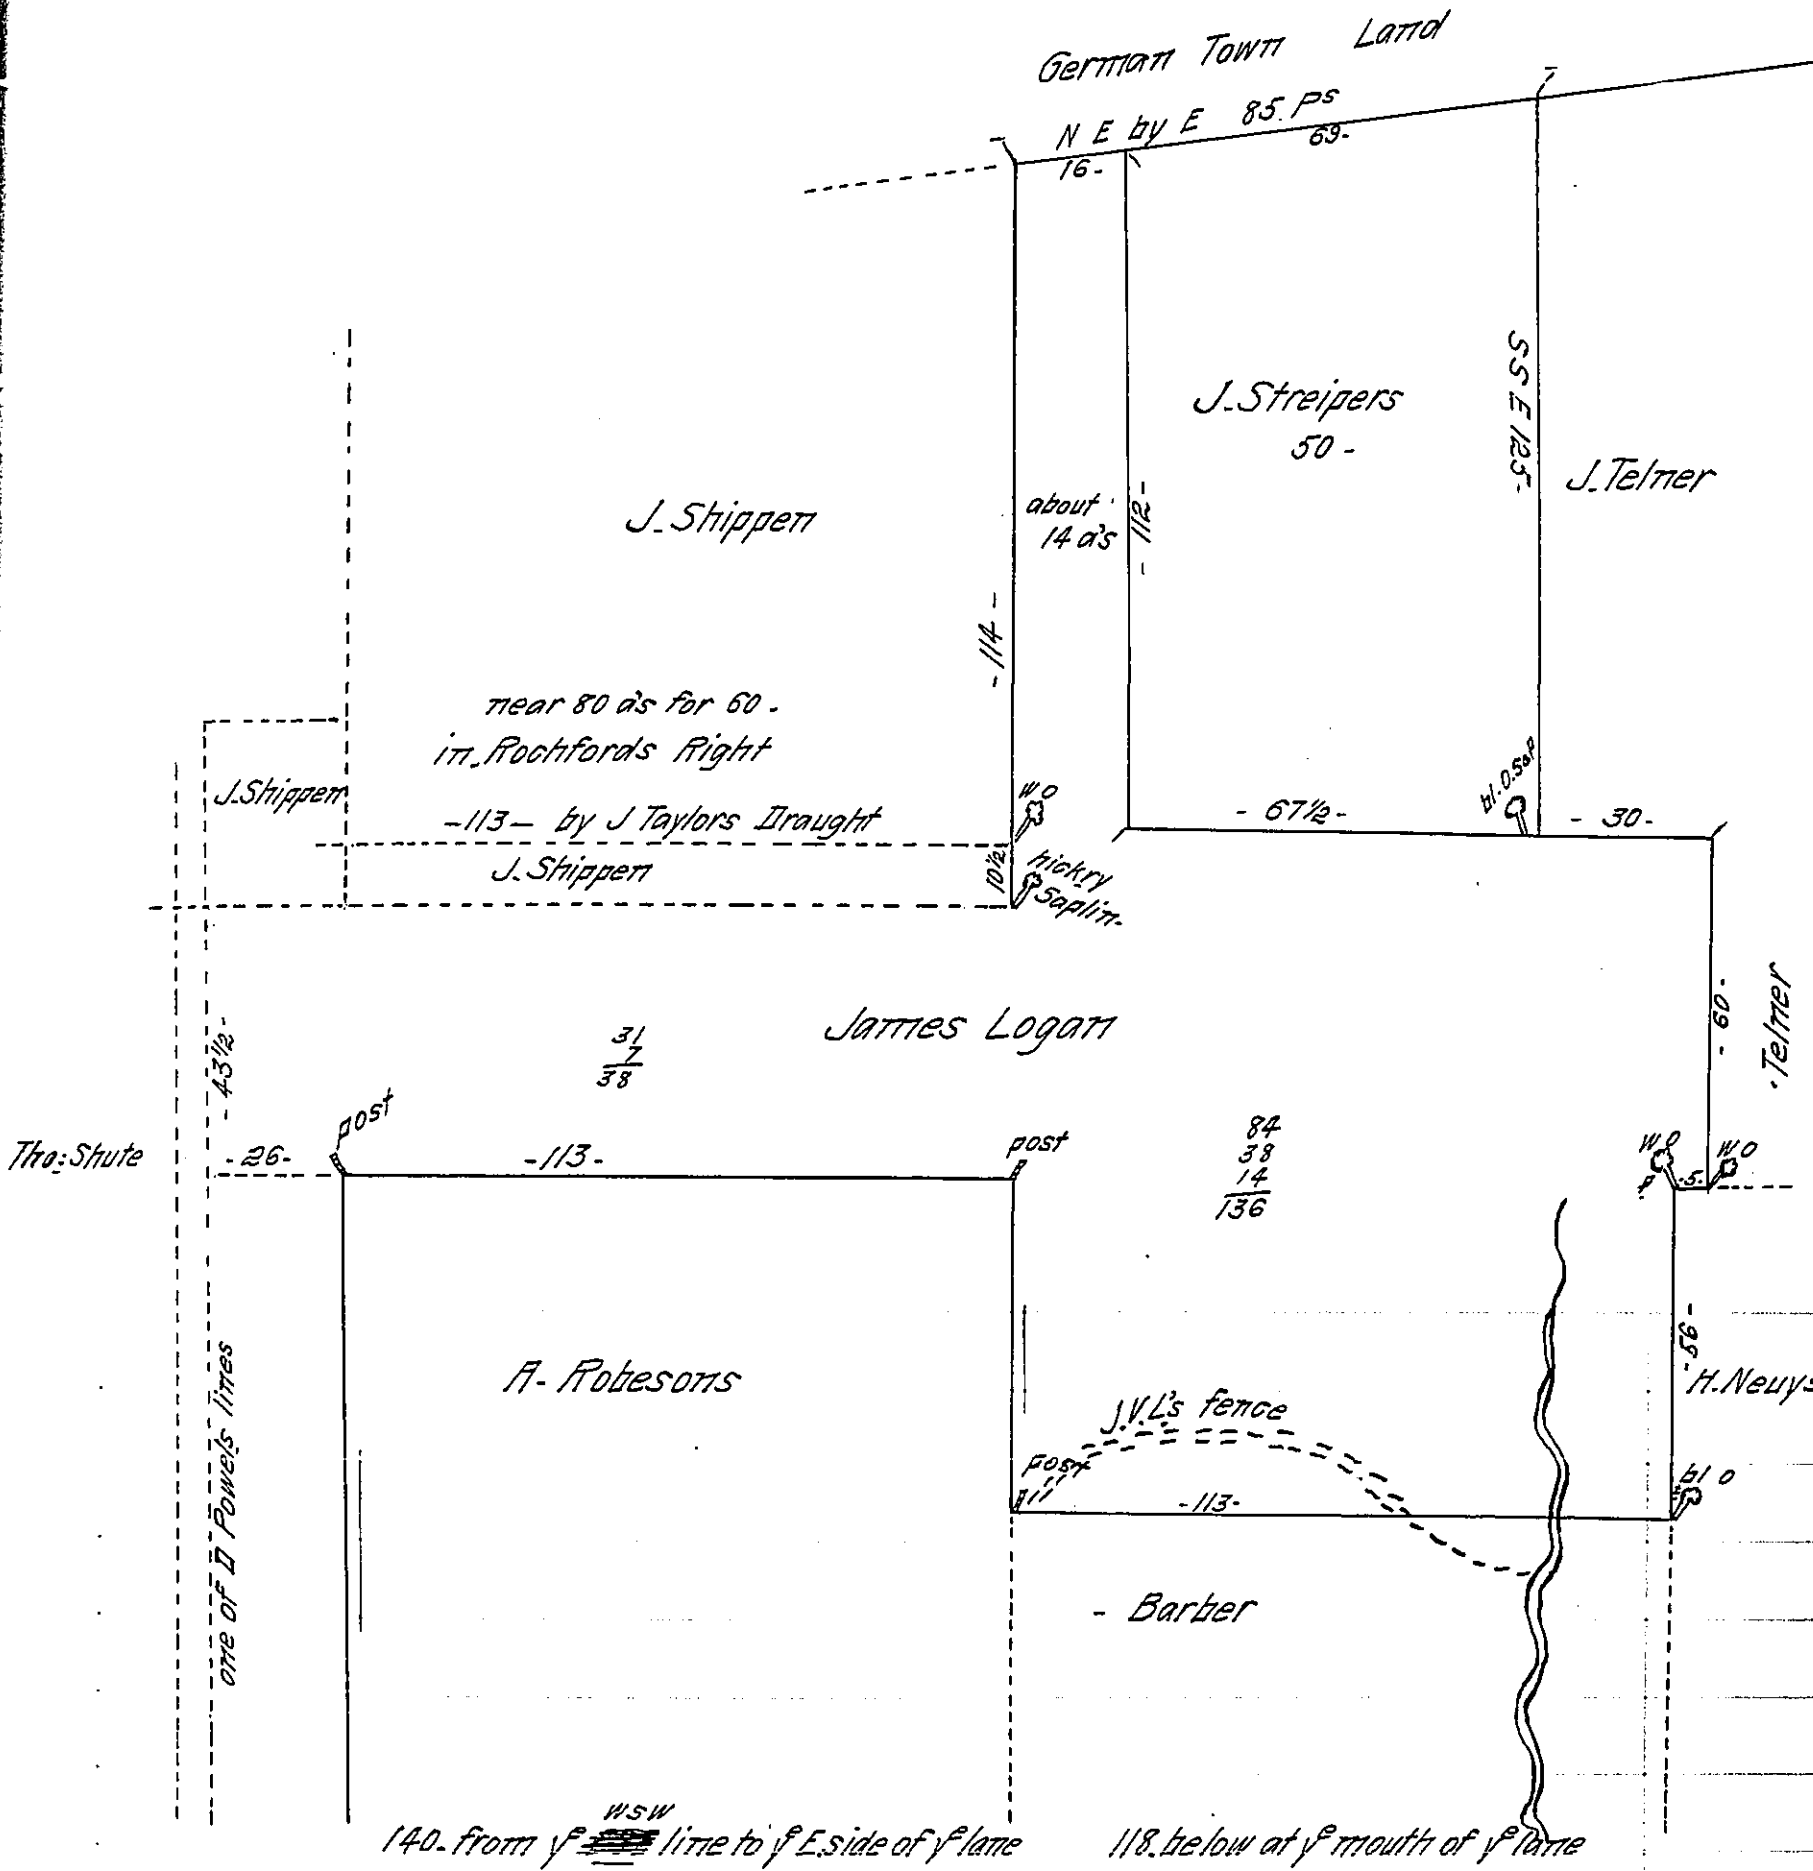 German Town Land
N E by E 85. Ps
16-
69-
J. Streipers
50 -
SSE 125-
J. Telner
J. Shippen
about
14 a's
- 112 -
- 114 -
near 80 a's for 60 -
in Rochfords Right
J. Shippen
-113- by J Taylors Draught
W O
bl. O. Sap
- 67½ -
- 30 -
J. Shippen
10½
hickry
Saplin-
James Logan
31
7
38
- 43½ -
- 60 -
Telner
post
Tho: Shute
- 26 -
- 113 -
post
84
38
14
136
W O
W O
P
-5-
A. Robesons
- 56 -
H. Neuys
J.V.L's fence
Post
- 113 -
bl o
one of D Powels lines
- Barber
WSW
140. from yᵉ line to yᵉ E side of yᵉ lane
118. below at yᵉ mouth of yᵉ lane